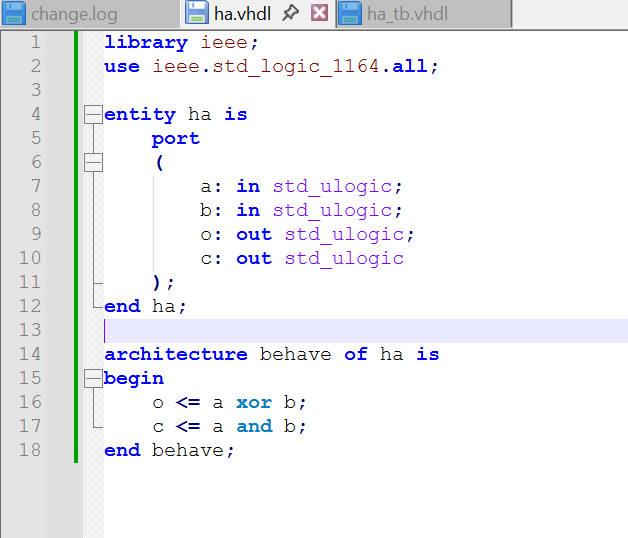 change.log ha.vhdl ha_tb.vhdl
1 library ieee;
2 use ieee.std_logic_1164.all;
3
4 entity ha is
5     port
6     (
7         a: in std_ulogic;
8         b: in std_ulogic;
9         o: out std_ulogic;
10         c: out std_ulogic
11     );
12 end ha;
13
14 architecture behave of ha is
15 begin
16     o <= a xor b;
17     c <= a and b;
18 end behave;